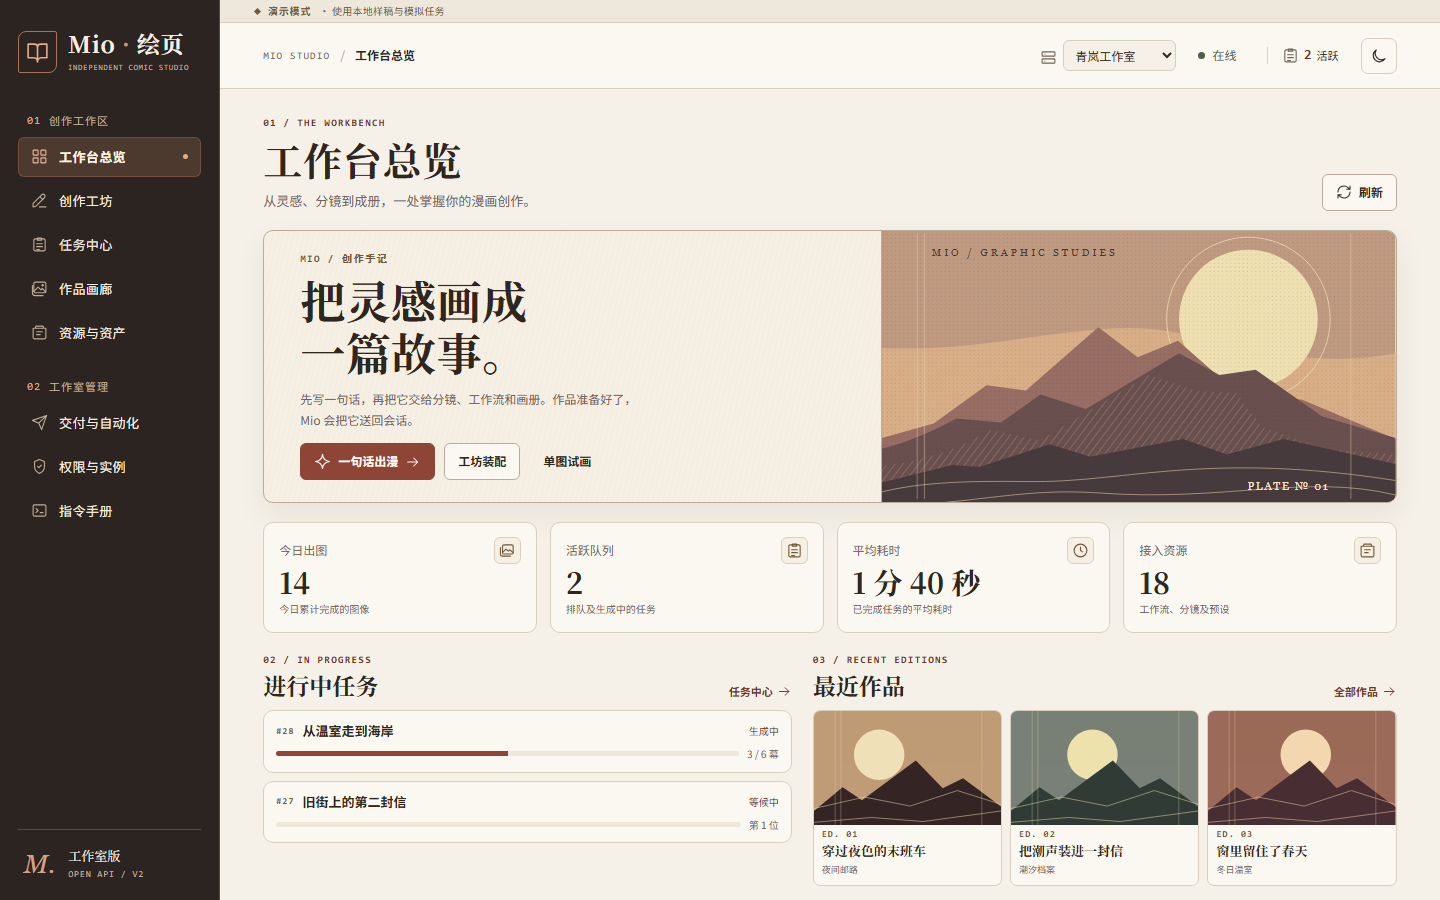 Mio · 绘页
INDEPENDENT COMIC STUDIO
01 创作工作区
工作台总览
创作工坊
任务中心
作品画廊
资源与资产
02 工作室管理
交付与自动化
权限与实例
指令手册
M. 工作室版
OPEN API / V2
◆ 演示模式 · 使用本地样稿与模拟任务
MIO STUDIO / 工作台总览
青岚工作室
在线
2 活跃
01 / THE WORKBENCH
工作台总览
从灵感、分镜到成册，一处掌握你的漫画创作。
刷新
MIO / 创作手记
把灵感画成
一篇故事。
先写一句话，再把它交给分镜、工作流和画册。作品准备好了，
Mio 会把它送回会话。
一句话出漫 →
工坊装配
单图试画
MIO / GRAPHIC STUDIES
PLATE № 01
今日出图
14
今日累计完成的图像
活跃队列
2
排队及生成中的任务
平均耗时
1 分 40 秒
已完成任务的平均耗时
接入资源
18
工作流、分镜及预设
02 / IN PROGRESS
进行中任务
任务中心 →
#28 从温室走到海岸
生成中
3 / 6 幕
#27 旧街上的第二封信
等候中
第 1 位
03 / RECENT EDITIONS
最近作品
全部作品 →
ED. 01
穿过夜色的末班车
夜间邮路
ED. 02
把潮声装进一封信
潮汐档案
ED. 03
窗里留住了春天
冬日温室